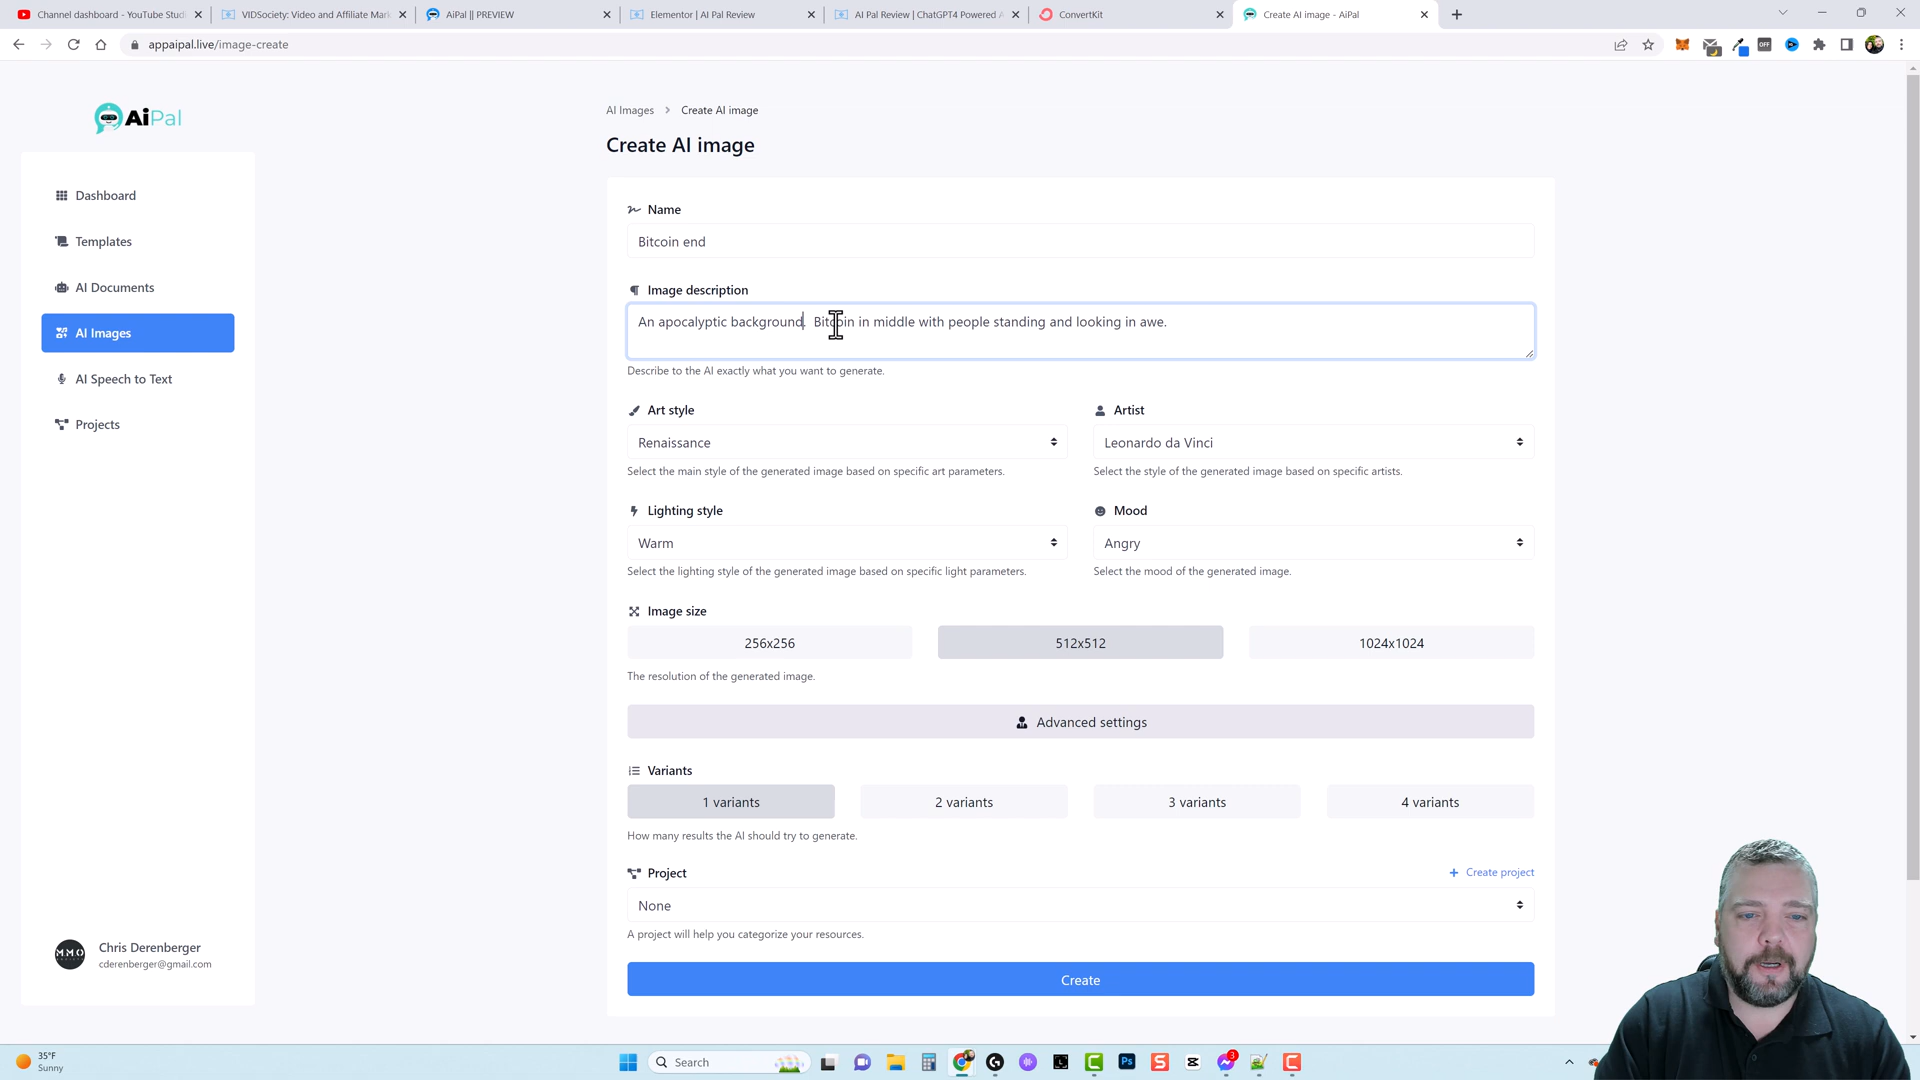 Channel dashboard - YouTube Studi
VIDSociety: Video and Affiliate Mark
AiPal || PREVIEW
Elementor | AI Pal Review
AI Pal Review | ChatGPT4 Powered A
ConvertKit
Create AI image - AiPal
appaipal.live/image-create
OFF
AiPal
Dashboard
Templates
AI Documents
AI Images
AI Speech to Text
Projects
AI Images > Create AI image
Create AI image
Name
Bitcoin end
Image description
An apocalyptic background. Bitcoin in middle with people standing and looking in awe.
Describe to the AI exactly what you want to generate.
Art style
Artist
Renaissance
Leonardo da Vinci
Select the main style of the generated image based on specific art parameters.
Select the style of the generated image based on specific artists.
Lighting style
Mood
Warm
Angry
Select the lighting style of the generated image based on specific light parameters.
Select the mood of the generated image.
Image size
256x256
512x512
1024x1024
The resolution of the generated image.
Advanced settings
Variants
1 variants
2 variants
3 variants
4 variants
How many results the AI should try to generate.
Project
+ Create project
None
A project will help you categorize your resources.
Create
M.M.O
Chris Derenberger
cderenberger@gmail.com
35°F
Sunny
Search
L
Ps
S
3